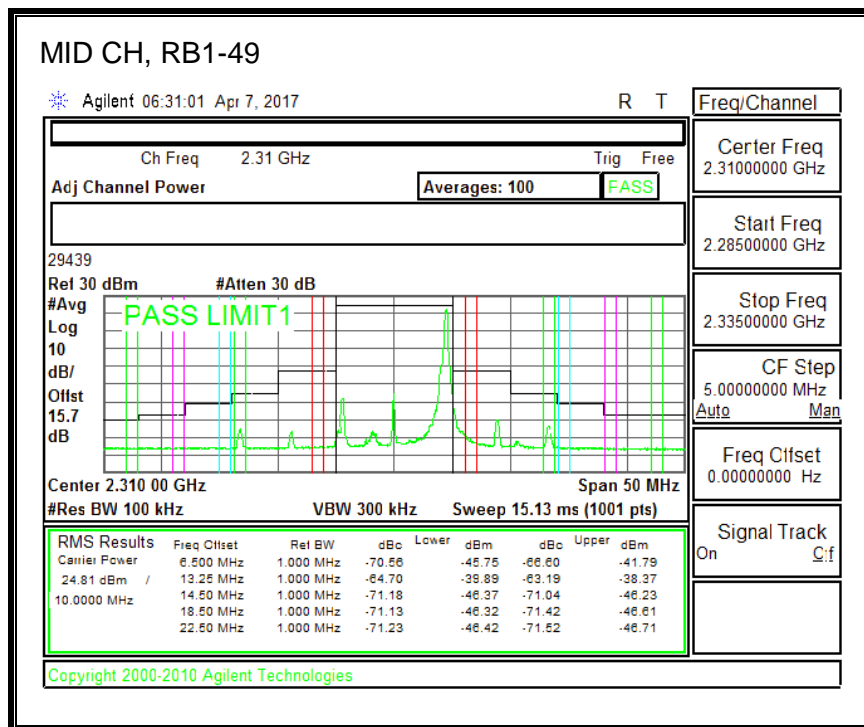 MID CH, RB1-49
Agilent 06:31:01 Apr 7, 2017 R T
Freq/Channel
Ch Freq 2.31 GHz Trig Free
Adj Channel Power Averages: 100 PASS
Center Freq
2.31000000 GHz
Start Freq
2.28500000 GHz
Stop Freq
2.33500000 GHz
CF Step
5.00000000 MHz
Auto Man
Freq Offset
0.00000000 Hz
Signal Track
On Off
29439
Ref 30 dBm #Atten 30 dB
#Avg
Log
10
dB/
Offst
15.7
dB
PASS LIMIT1
Center 2.310 00 GHz Span 50 MHz
#Res BW 100 kHz VBW 300 kHz Sweep 15.13 ms (1001 pts)
RMS Results Freq Offset Ref BW dBc Lower dBm dBc Upper dBm
Carrier Power 6.500 MHz 1.000 MHz -70.56 -45.75 -66.60 -41.79
24.81 dBm / 13.25 MHz 1.000 MHz -64.70 -39.89 -63.19 -38.37
10.0000 MHz 14.50 MHz 1.000 MHz -71.18 -46.37 -71.04 -46.23
18.50 MHz 1.000 MHz -71.13 -46.32 -71.42 -46.61
22.50 MHz 1.000 MHz -71.23 -46.42 -71.52 -46.71
Copyright 2000-2010 Agilent Technologies